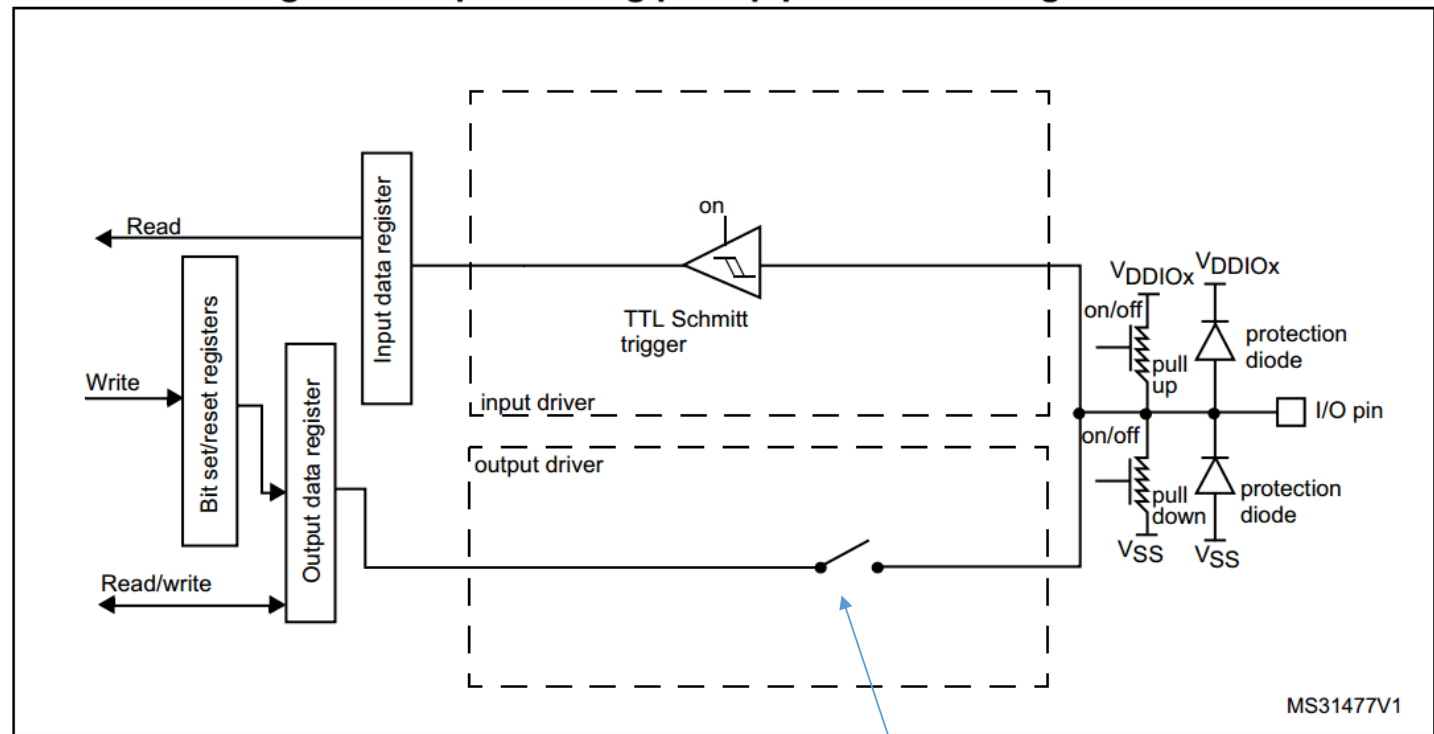 Read
Write
Read/write
Bit set/reset registers
Output data register
Input data register
on
TTL Schmitt
trigger
input driver
output driver
VDDIOx
VDDIOx
on/off
pull
up
protection
diode
I/O pin
on/off
pull
down
protection
diode
VSS
VSS
MS31477V1